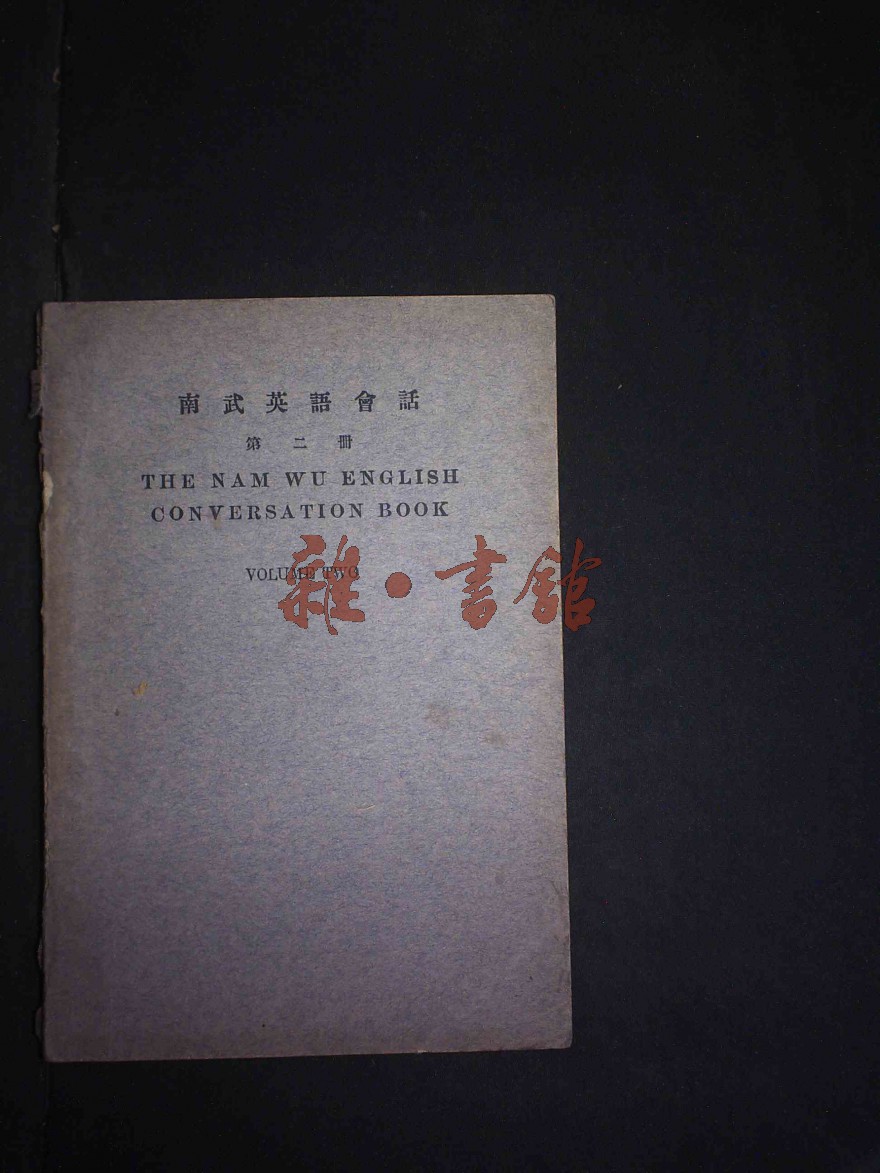 南武英語會話
第二冊
THE NAM WU ENGLISH
CONVERSATION BOOK
VOLUME TWO
雜·書館